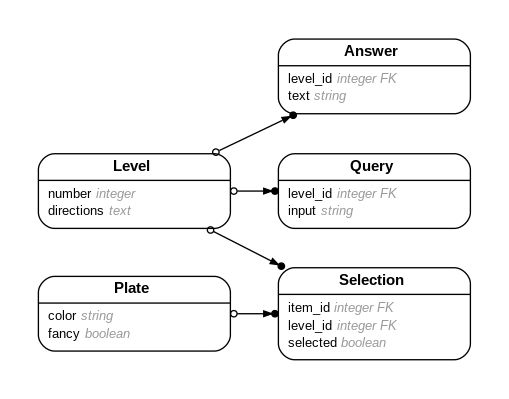 Answer
level_id integer FK
text string
Level
number integer
directions text
Query
level_id integer FK
input string
Plate
color string
fancy boolean
Selection
item_id integer FK
level_id integer FK
selected boolean